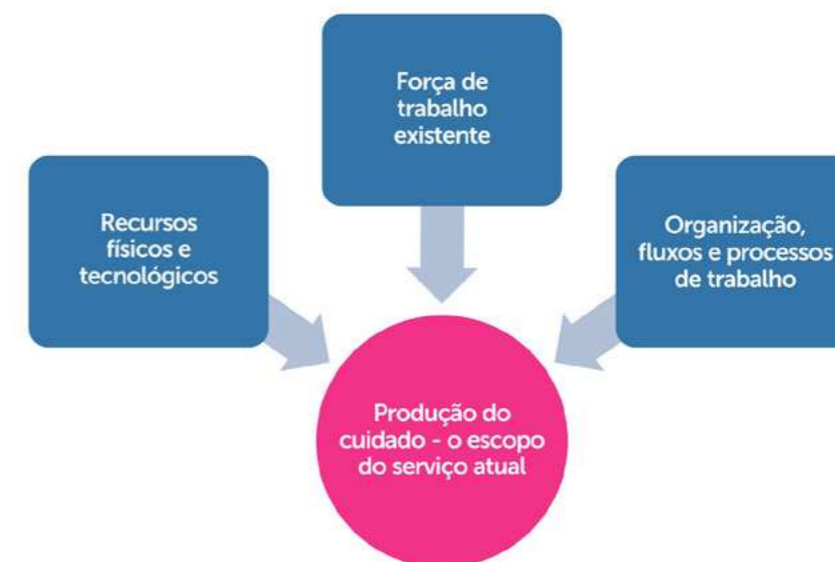 Força de
trabalho
existente
Recursos
físicos e
tecnológicos
Organização,
fluxos e processos
de trabalho
Produção do
cuidado - o escopo
do serviço atual